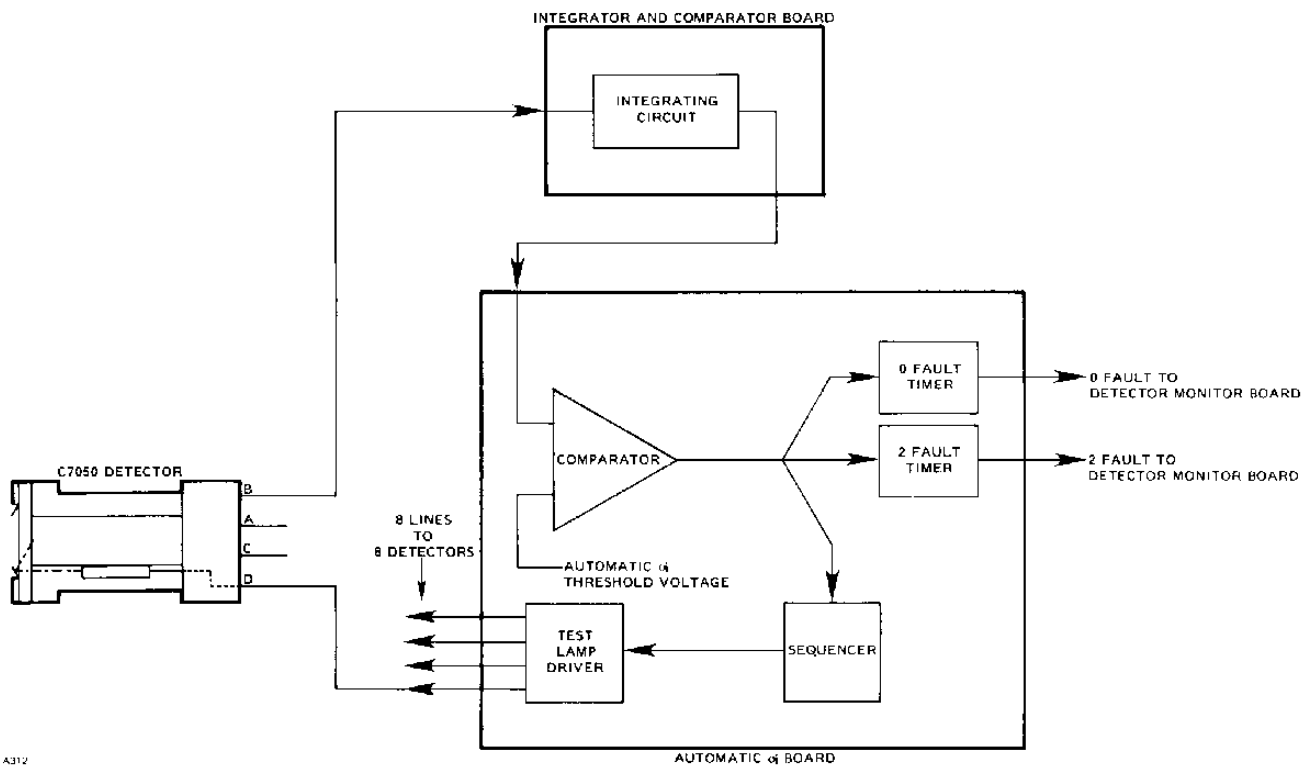 INTEGRATOR AND COMPARATOR BOARD
INTEGRATING
CIRCUIT
0 FAULT
TIMER
0 FAULT TO
DETECTOR MONITOR BOARD
2 FAULT
TIMER
2 FAULT TO
DETECTOR MONITOR BOARD
COMPARATOR
C7050 DETECTOR
B
A
C
D
8 LINES
TO
8 DETECTORS
AUTOMATIC oi
THRESHOLD VOLTAGE
TEST
LAMP
DRIVER
SEQUENCER
AUTOMATIC oi BOARD
A312